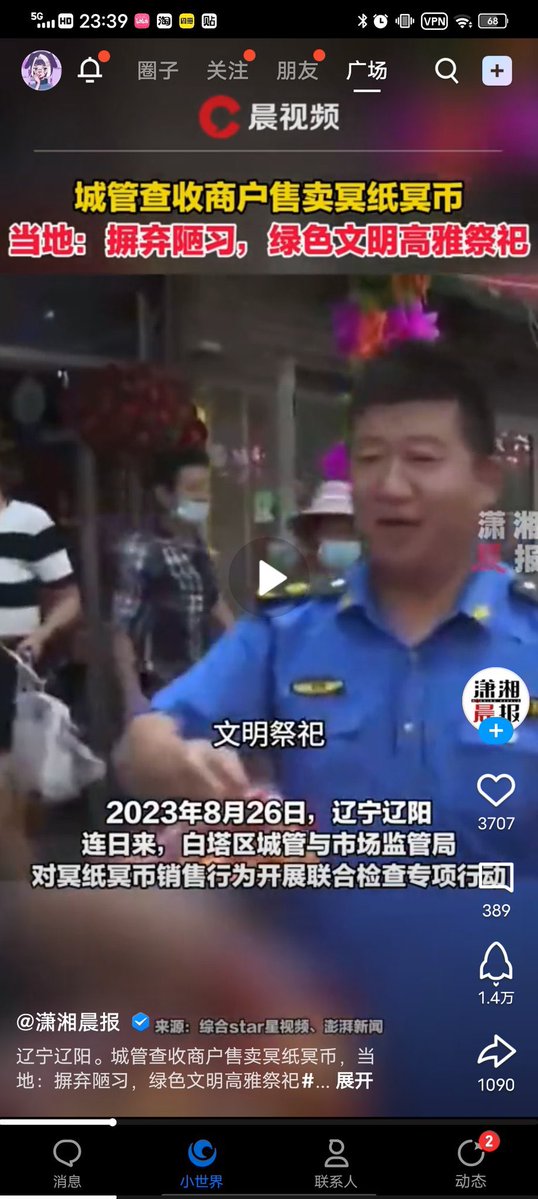 5G HD 23:39 淘 贴 VPN 68
圈子 关注 朋友 广场
晨视频
城管查收商户售卖冥纸冥币
当地：摒弃陋习，绿色文明高雅祭祀
潇湘
晨报
潇湘
晨报
文明祭祀
2023年8月26日，辽宁辽阳
连日来，白塔区城管与市场监管局
对冥纸冥币销售行为开展联合检查专项行动
3707
389
1.4万
@潇湘晨报 来源：综合star星视频、澎湃新闻
辽宁辽阳。城管查收商户售卖冥纸冥币，当
地：摒弃陋习，绿色文明高雅祭祀#... 展开
1090
2
消息 小世界 联系人 动态